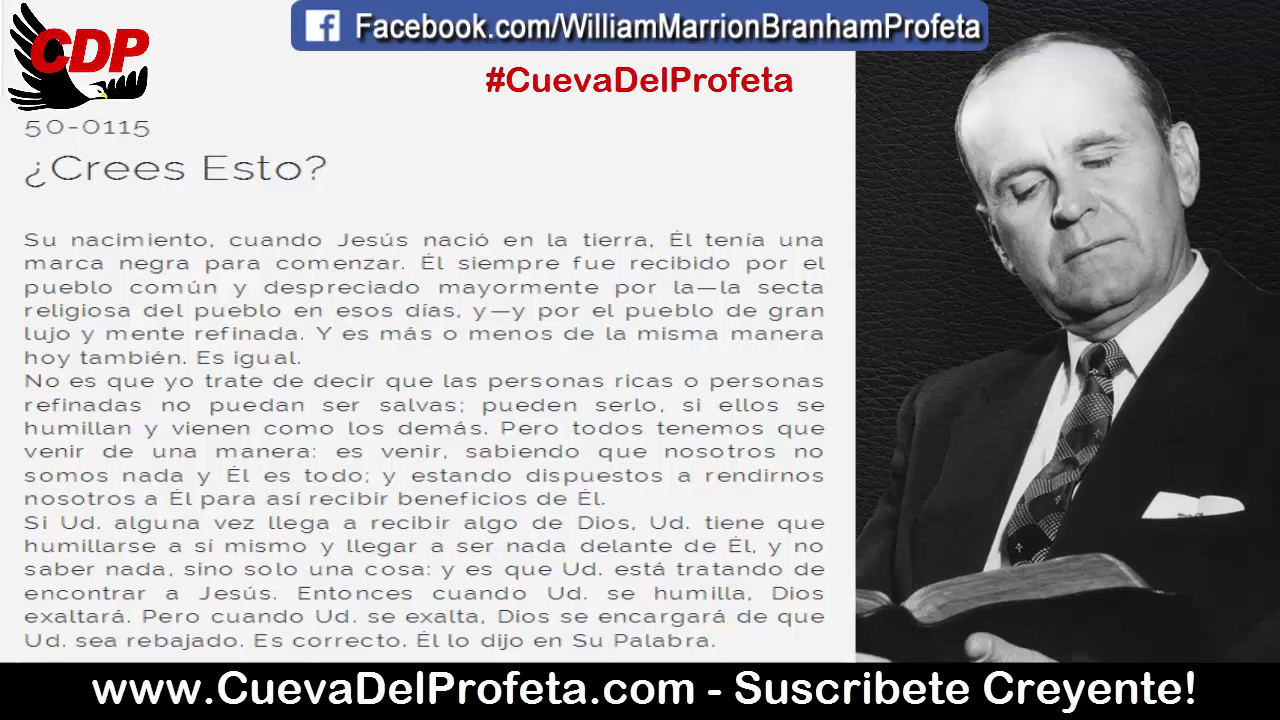 Facebook.com/WilliamMarrionBranhamProfeta
CDP
#CuevaDelProfeta
50-0115
¿Crees Esto?
Su nacimiento, cuando Jesús nació en la tierra, Él tenía una
marca negra para comenzar. Él siempre fue recibido por el
pueblo común y despreciado mayormente por la—la secta
religiosa del pueblo en esos días, y—y por el pueblo de gran
lujo y mente refinada. Y es más o menos de la misma manera
hoy también. Es igual.
No es que yo trate de decir que las personas ricas o personas
refinadas no puedan ser salvas; pueden serlo, si ellos se
humillan y vienen como los demás. Pero todos tenemos que
venir de una manera: es venir, sabiendo que nosotros no
somos nada y Él es todo; y estando dispuestos a rendirnos
nosotros a Él para así recibir beneficios de Él.
Si Ud. alguna vez llega a recibir algo de Dios, Ud. tiene que
humillarse a sí mismo y llegar a ser nada delante de Él, y no
saber nada, sino solo una cosa: y es que Ud. está tratando de
encontrar a Jesús. Entonces cuando Ud. se humilla, Dios
exaltará. Pero cuando Ud. se exalta, Dios se encargará de que
Ud. sea rebajado. Es correcto. Él lo dijo en Su Palabra.
www.CuevaDelProfeta.com - Suscribete Creyente!